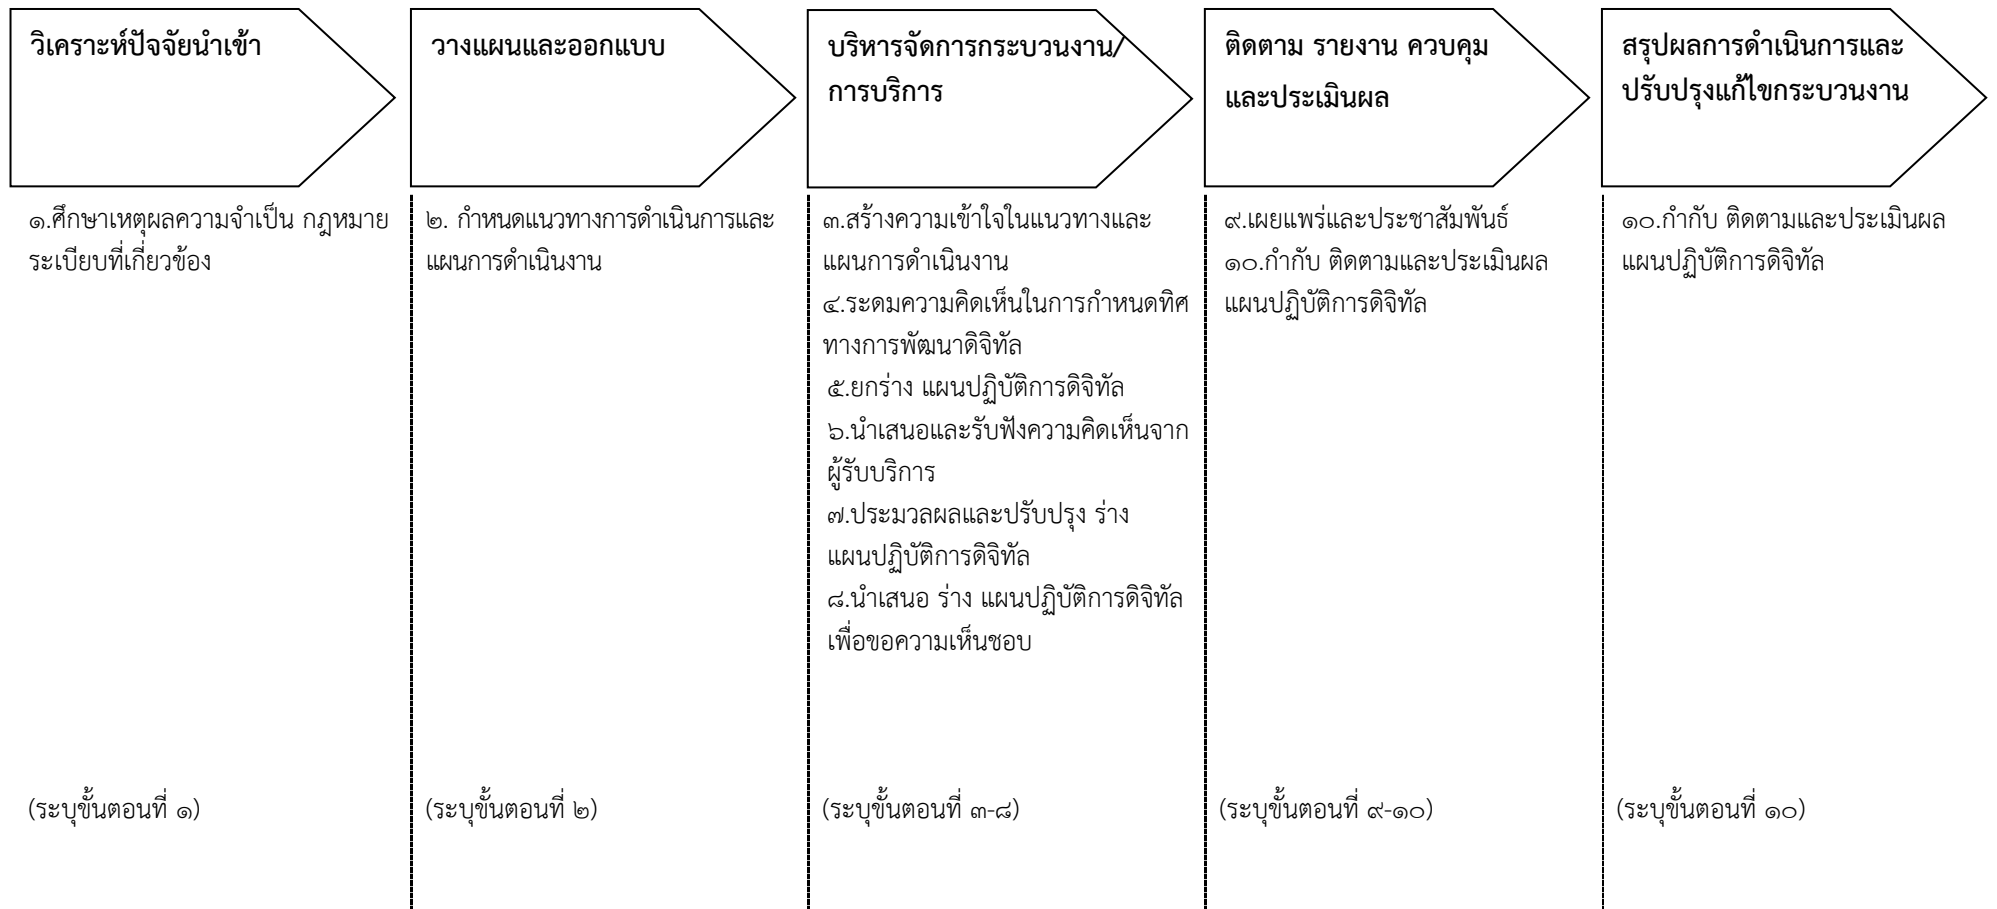 วิเคราะห์ปัจจัยนำเข้า
วางแผนและออกแบบ
บริหารจัดการกระบวนงาน/
การบริการ
ติดตาม รายงาน ควบคุม
และประเมินผล
สรุปผลการดำเนินการและ
ปรับปรุงแก้ไขกระบวนงาน
๑.ศึกษาเหตุผลความจำเป็น กฎหมาย
ระเบียบที่เกี่ยวข้อง
๒. กำหนดแนวทางการดำเนินการและ
แผนการดำเนินงาน
๓.สร้างความเข้าใจในแนวทางและ
แผนการดำเนินงาน
๔.ระดมความคิดเห็นในการกำหนดทิศ
ทางการพัฒนาดิจิทัล
๕.ยกร่าง แผนปฏิบัติการดิจิทัล
๖.นำเสนอและรับฟังความคิดเห็นจาก
ผู้รับบริการ
๗.ประมวลผลและปรับปรุง ร่าง
แผนปฏิบัติการดิจิทัล
๘.นำเสนอ ร่าง แผนปฏิบัติการดิจิทัล
เพื่อขอความเห็นชอบ
๙.เผยแพร่และประชาสัมพันธ์
๑๐.กำกับ ติดตามและประเมินผล
แผนปฏิบัติการดิจิทัล
๑๐.กำกับ ติดตามและประเมินผล
แผนปฏิบัติการดิจิทัล
(ระบุขั้นตอนที่ ๑)
(ระบุขั้นตอนที่ ๒)
(ระบุขั้นตอนที่ ๓-๘)
(ระบุขั้นตอนที่ ๙-๑๐)
(ระบุขั้นตอนที่ ๑๐)